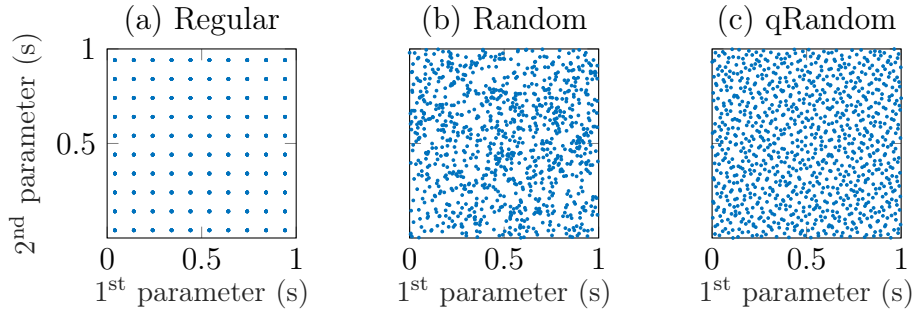 (a) Regular
(b) Random
(c) qRandom
2nd parameter (s)
1
0.5
0
0.5
1
1st parameter (s)
0
0.5
1
1st parameter (s)
0
0.5
1
1st parameter (s)